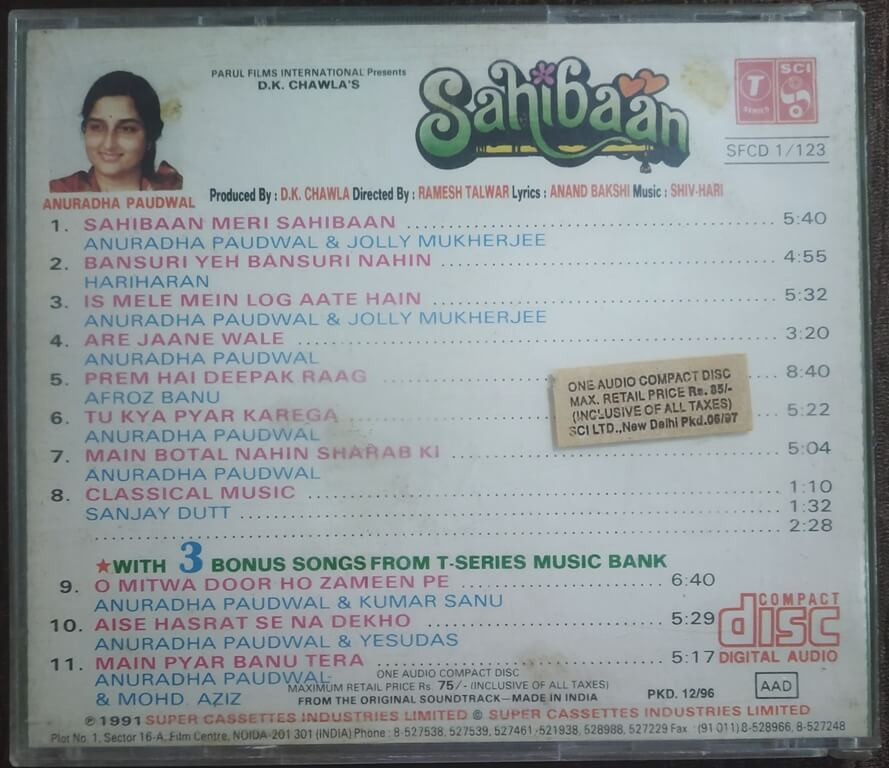 PARUL FILMS INTERNATIONAL Presents
D.K. CHAWLA'S
Sahibaan
T
SERIES
SCI
SFCD 1/123
ANURADHA PAUDWAL
Produced By : D.K. CHAWLA Directed By : RAMESH TALWAR Lyrics : ANAND BAKSHI Music : SHIV-HARI
1. SAHIBAAN MERI SAHIBAAN 5:40
ANURADHA PAUDWAL & JOLLY MUKHERJEE
2. BANSURI YEH BANSURI NAHIN 4:55
HARIHARAN
3. IS MELE MEIN LOG AATE HAIN 5:32
ANURADHA PAUDWAL & JOLLY MUKHERJEE
4. ARE JAANE WALE 3:20
ANURADHA PAUDWAL
5. PREM HAI DEEPAK RAAG 8:40
AFROZ BANU
6. TU KYA PYAR KAREGA 5:22
ANURADHA PAUDWAL
7. MAIN BOTAL NAHIN SHARAB KI 5:04
ANURADHA PAUDWAL
8. CLASSICAL MUSIC 1:10
SANJAY DUTT 1:32
2:28
ONE AUDIO COMPACT DISC
MAX. RETAIL PRICE Rs. 85/-
(INCLUSIVE OF ALL TAXES)
SCI LTD.,New Delhi Pkd.06/97
★WITH 3 BONUS SONGS FROM T-SERIES MUSIC BANK
9. O MITWA DOOR HO ZAMEEN PE 6:40
ANURADHA PAUDWAL & KUMAR SANU
10. AISE HASRAT SE NA DEKHO 5:29
ANURADHA PAUDWAL & YESUDAS
11. MAIN PYAR BANU TERA 5:17
ANURADHA PAUDWAL
& MOHD. AZIZ
COMPACT
disc
DIGITAL AUDIO
ONE AUDIO COMPACT DISC
MAXIMUM RETAIL PRICE Rs. 75/- (INCLUSIVE OF ALL TAXES)
FROM THE ORIGINAL SOUNDTRACK—MADE IN INDIA
PKD. 12/96
AAD
℗ 1991 SUPER CASSETTES INDUSTRIES LIMITED © SUPER CASSETTES INDUSTRIES LIMITED
Plot No. 1, Sector 16-A, Film Centre, NOIDA-201 301 (INDIA) Phone : 8-527538, 527539, 527461, 521938, 528988, 527229 Fax : (91 011) 8-528966, 8-527248